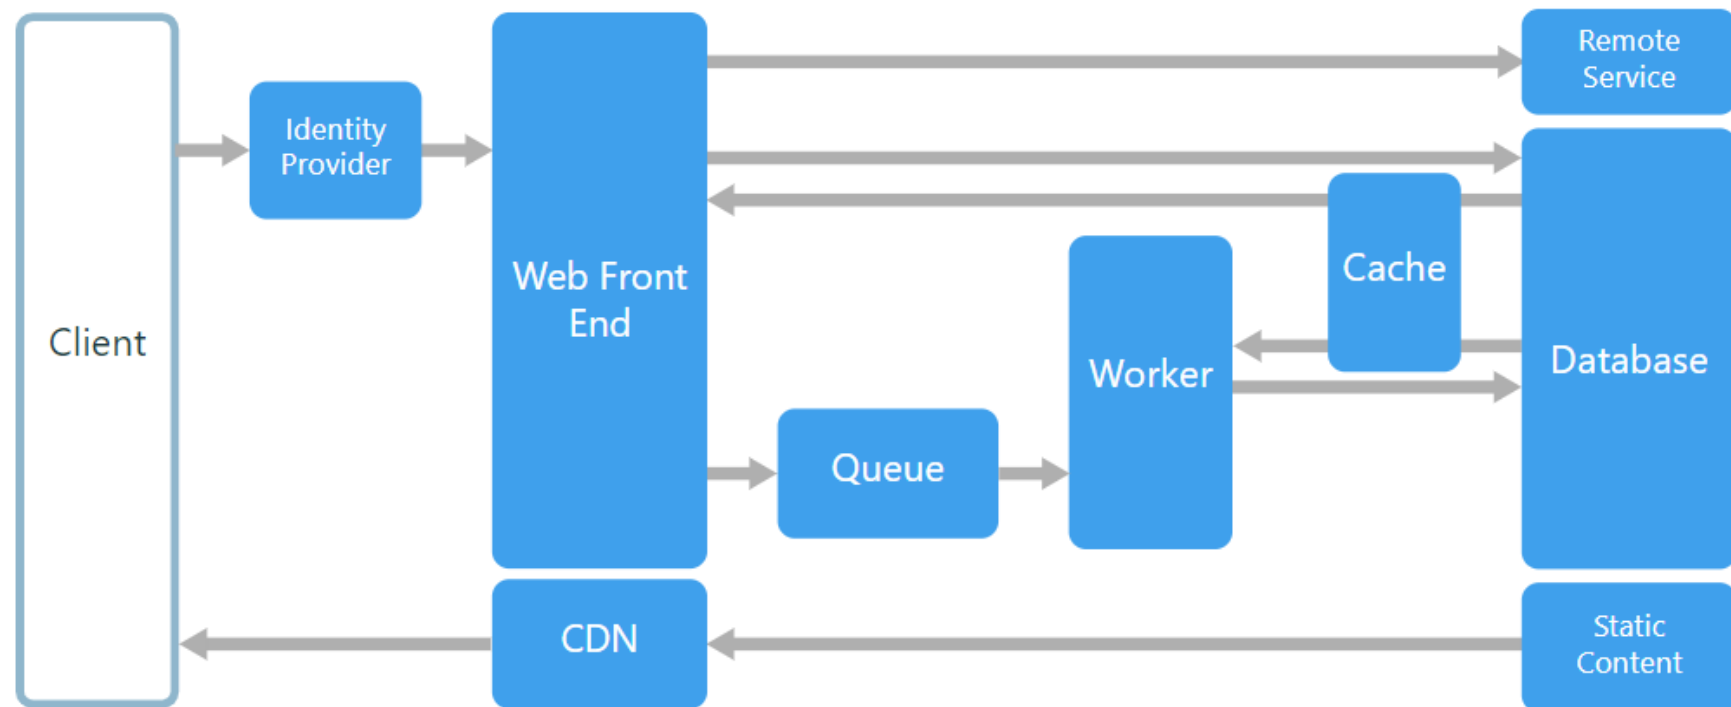 Client
Identity
Provider
Web Front
End
Remote
Service
Cache
Worker
Database
Queue
CDN
Static
Content